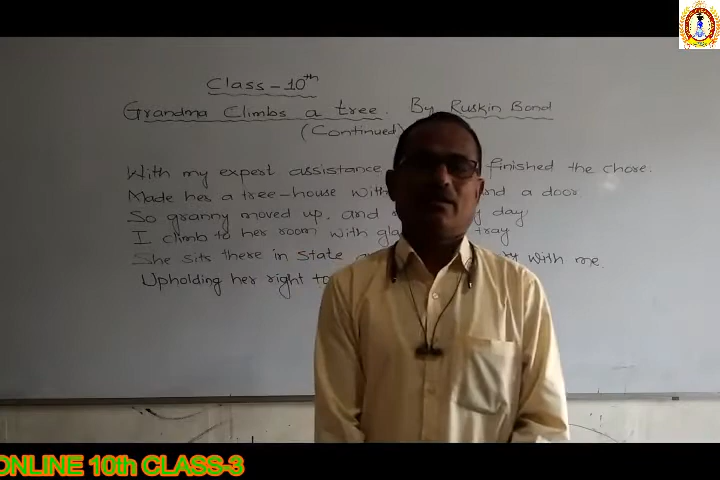 Class - 10th
Grandma Climbs a tree. By Ruskin Bond
(Continued)
With my expert assistance finished the chore.
Made her a tree-house with and a door
So granny moved up, and day
I climb to her room with tray
She sits there in state with me.
Upholding her right to
ONLINE 10th CLASS-3